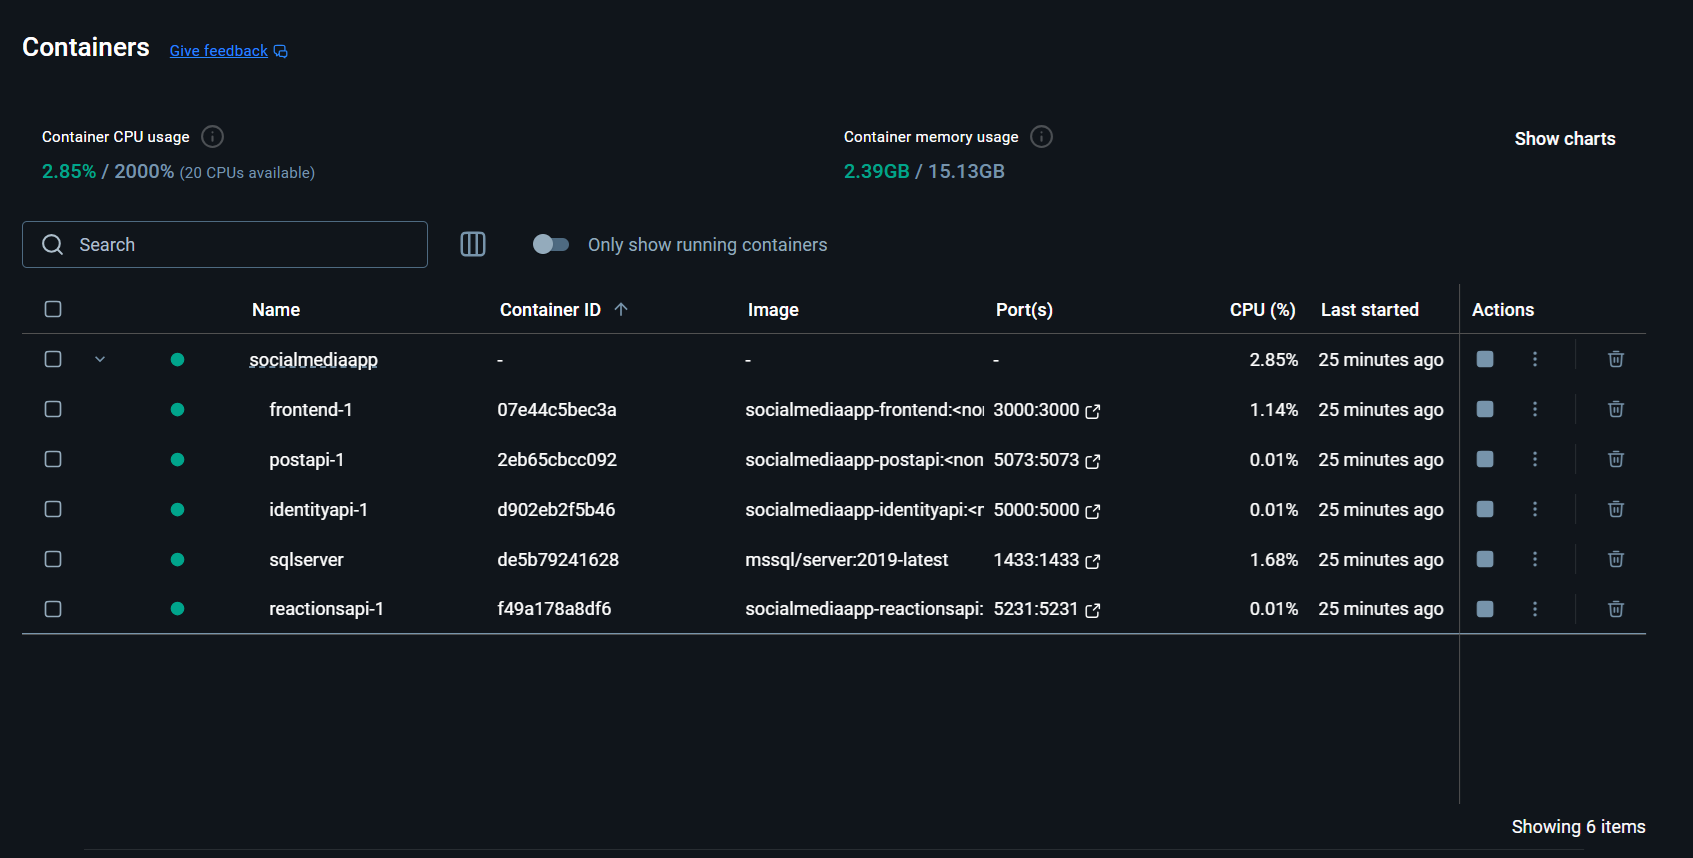 Containers Give feedback
Container CPU usage Container memory usage Show charts
2.85% / 2000% (20 CPUs available) 2.39GB / 15.13GB
Search Only show running containers
Name Container ID Image Port(s) CPU (%) Last started Actions
socialmediaapp - - - 2.85% 25 minutes ago
frontend-1 07e44c5bec3a socialmediaapp-frontend:<no 3000:3000 1.14% 25 minutes ago
postapi-1 2eb65cbcc092 socialmediaapp-postapi:<non 5073:5073 0.01% 25 minutes ago
identityapi-1 d902eb2f5b46 socialmediaapp-identityapi:< 5000:5000 0.01% 25 minutes ago
sqlserver de5b79241628 mssql/server:2019-latest 1433:1433 1.68% 25 minutes ago
reactionsapi-1 f49a178a8df6 socialmediaapp-reactionsapi: 5231:5231 0.01% 25 minutes ago
Showing 6 items